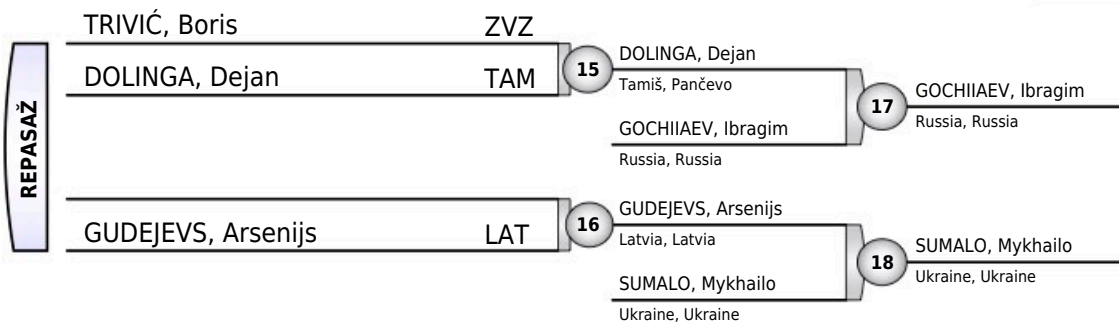 REPASAŽ
TRIVIĆ, Boris ZVZ
DOLINGA, Dejan TAM
15
DOLINGA, Dejan
Tamiš, Pančevo
GOCHIIAEV, Ibragim
Russia, Russia
17
GOCHIIAEV, Ibragim
Russia, Russia
GUDEJEVS, Arsenijs LAT
16
GUDEJEVS, Arsenijs
Latvia, Latvia
SUMALO, Mykhailo
Ukraine, Ukraine
18
SUMALO, Mykhailo
Ukraine, Ukraine